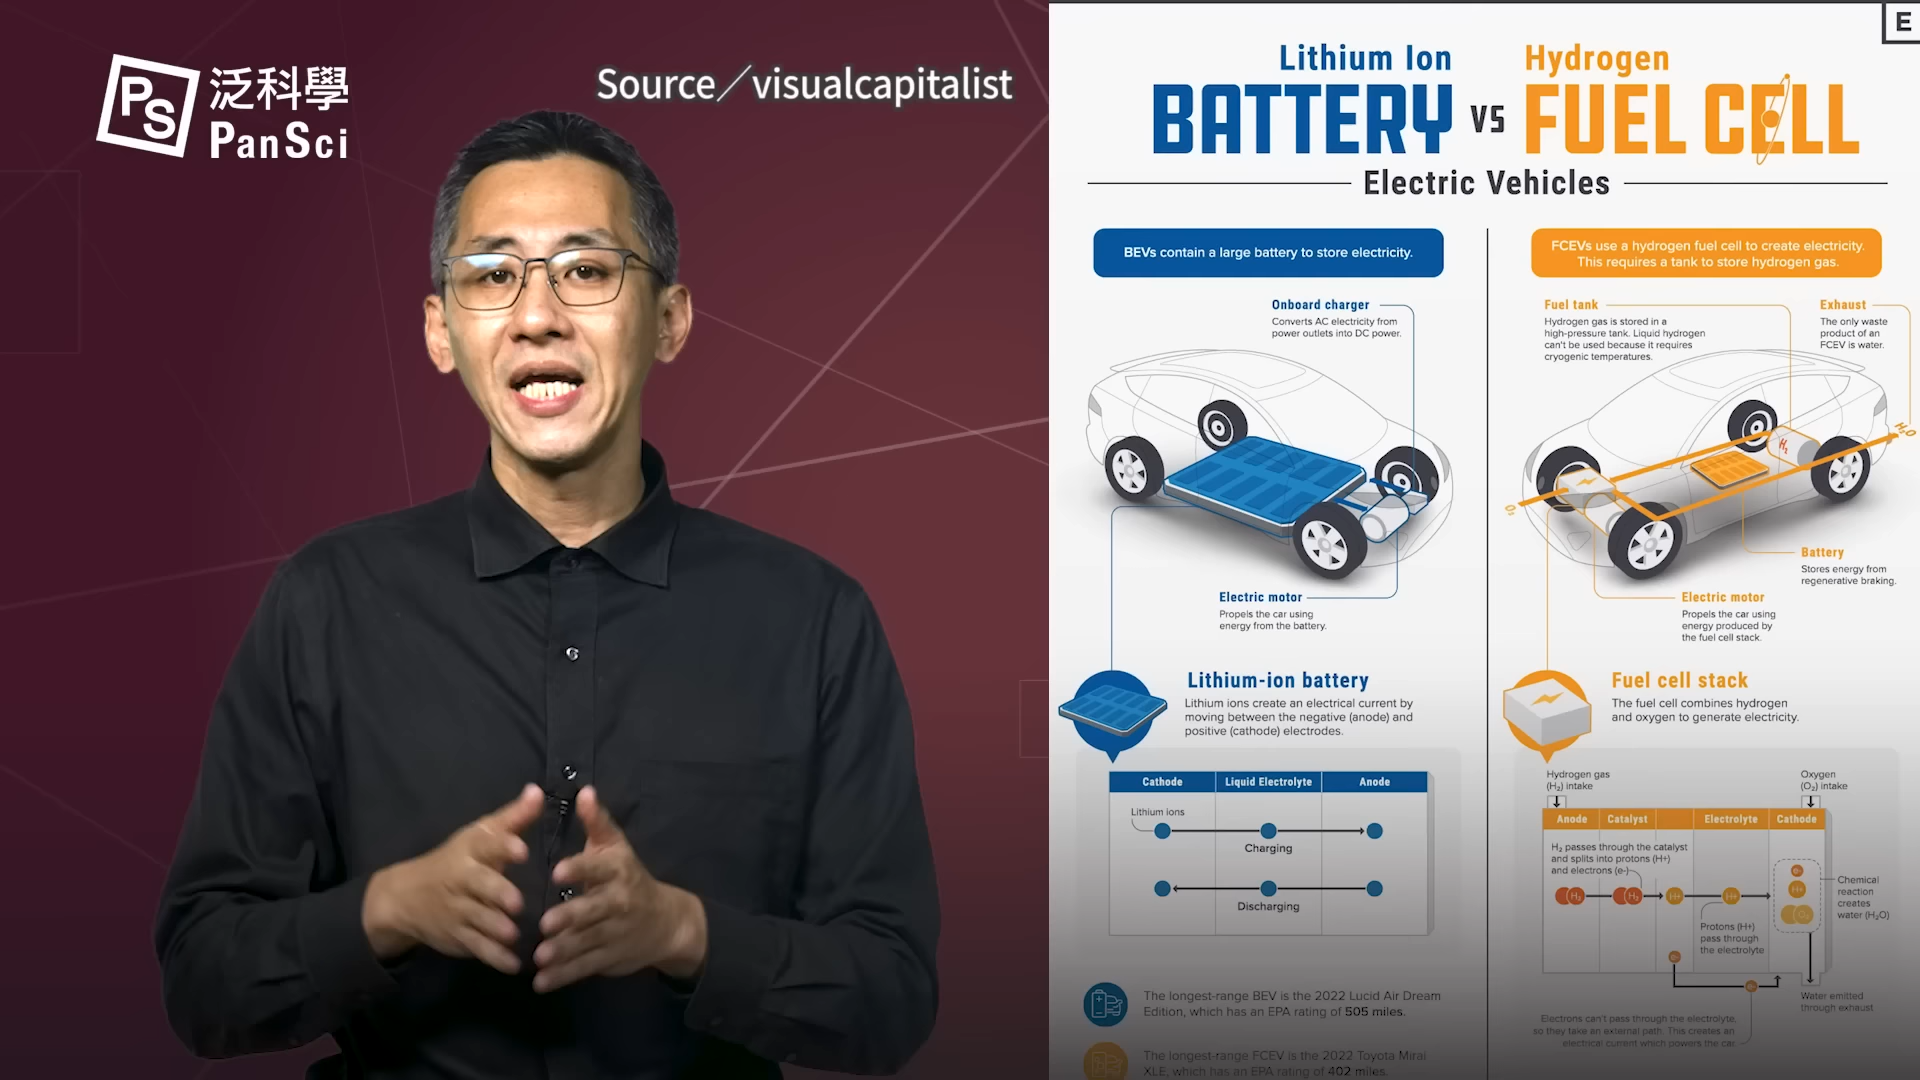 PS
泛科學
PanSci
Source／visualcapitalist
E
Lithium Ion
BATTERY
VS
Hydrogen
FUEL CELL
Electric Vehicles
BEVs contain a large battery to store electricity.
Onboard charger
Converts AC electricity from
power outlets into DC power.
Electric motor
Propels the car using
energy from the battery.
Lithium-ion battery
Lithium ions create an electrical current by
moving between the negative (anode) and
positive (cathode) electrodes.
Cathode
Liquid Electrolyte
Anode
Lithium ions
Charging
Discharging
FCEVs use a hydrogen fuel cell to create electricity.
This requires a tank to store hydrogen gas.
Fuel tank
Hydrogen gas is stored in a
high-pressure tank. Liquid hydrogen
can't be used because it requires
cryogenic temperatures.
Exhaust
The only waste
product of an
FCEV is water.
H₂
H₂O
O₂
Battery
Stores energy from
regenerative braking.
Electric motor
Propels the car using
energy produced by
the fuel cell stack.
Fuel cell stack
The fuel cell combines hydrogen
and oxygen to generate electricity.
Hydrogen gas
(H₂) intake
Oxygen
(O₂) intake
Anode
Catalyst
Electrolyte
Cathode
H₂ passes through the catalyst
and splits into protons (H+)
and electrons (e-)
H₂
H₂
H+
H+
e-
H+
O₂
Chemical
reaction
creates
water (H₂O)
Protons (H+)
pass through
the electrolyte
e-
e-
Water emitted
through exhaust
Electrons can't pass through the electrolyte,
so they take an external path. This creates an
electrical current which powers the car.
The longest-range BEV is the 2022 Lucid Air Dream
Edition, which has an EPA rating of 505 miles.
The longest-range FCEV is the 2022 Toyota Mirai
XLE, which has an EPA rating of 402 miles.